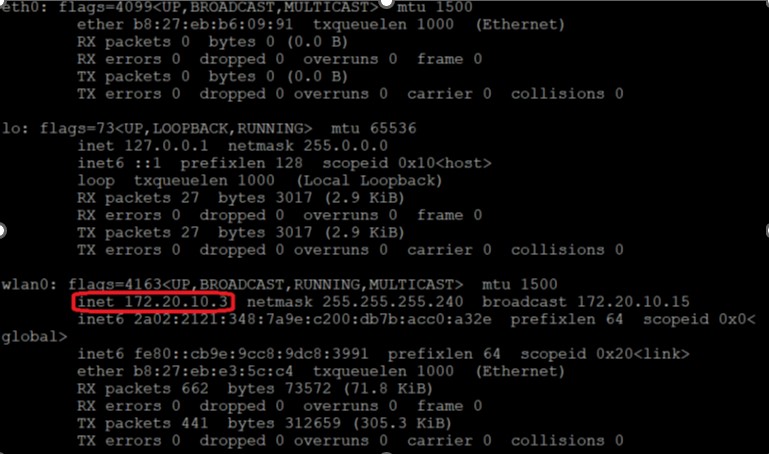 eth0: flags=4099<UP,BROADCAST,MULTICAST> mtu 1500
ether b8:27:eb:b6:09:91 txqueuelen 1000 (Ethernet)
RX packets 0 bytes 0 (0.0 B)
RX errors 0 dropped 0 overruns 0 frame 0
TX packets 0 bytes 0 (0.0 B)
TX errors 0 dropped 0 overruns 0 carrier 0 collisions 0
lo: flags=73<UP,LOOPBACK,RUNNING> mtu 65536
inet 127.0.0.1 netmask 255.0.0.0
inet6 ::1 prefixlen 128 scopeid 0x10<host>
loop txqueuelen 1000 (Local Loopback)
RX packets 27 bytes 3017 (2.9 KiB)
RX errors 0 dropped 0 overruns 0 frame 0
TX packets 27 bytes 3017 (2.9 KiB)
TX errors 0 dropped 0 overruns 0 carrier 0 collisions 0
wlan0: flags=4163<UP,BROADCAST,RUNNING,MULTICAST> mtu 1500
inet 172.20.10.3 netmask 255.255.255.240 broadcast 172.20.10.15
inet6 2a02:2121:348:7a9e:c200:db7b:acc0:a32e prefixlen 64 scopeid 0x0<
global>
inet6 fe80::cb9e:9cc8:9dc8:3991 prefixlen 64 scopeid 0x20<link>
ether b8:27:eb:e3:5c:c4 txqueuelen 1000 (Ethernet)
RX packets 662 bytes 73572 (71.8 KiB)
RX errors 0 dropped 0 overruns 0 frame 0
TX packets 441 bytes 312659 (305.3 KiB)
TX errors 0 dropped 0 overruns 0 carrier 0 collisions 0